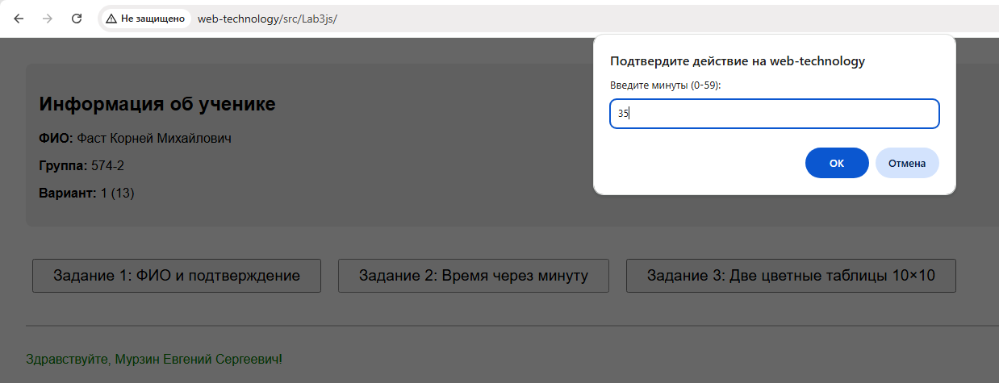 Не защищено web-technology/src/Lab3js/
Подтвердите действие на web-technology
Введите минуты (0-59):
35
ОК Отмена
Информация об ученике
ФИО: Фаст Корней Михайлович
Группа: 574-2
Вариант: 1 (13)
Задание 1: ФИО и подтверждение Задание 2: Время через минуту Задание 3: Две цветные таблицы 10×10
Здравствуйте, Мурзин Евгений Сергеевич!